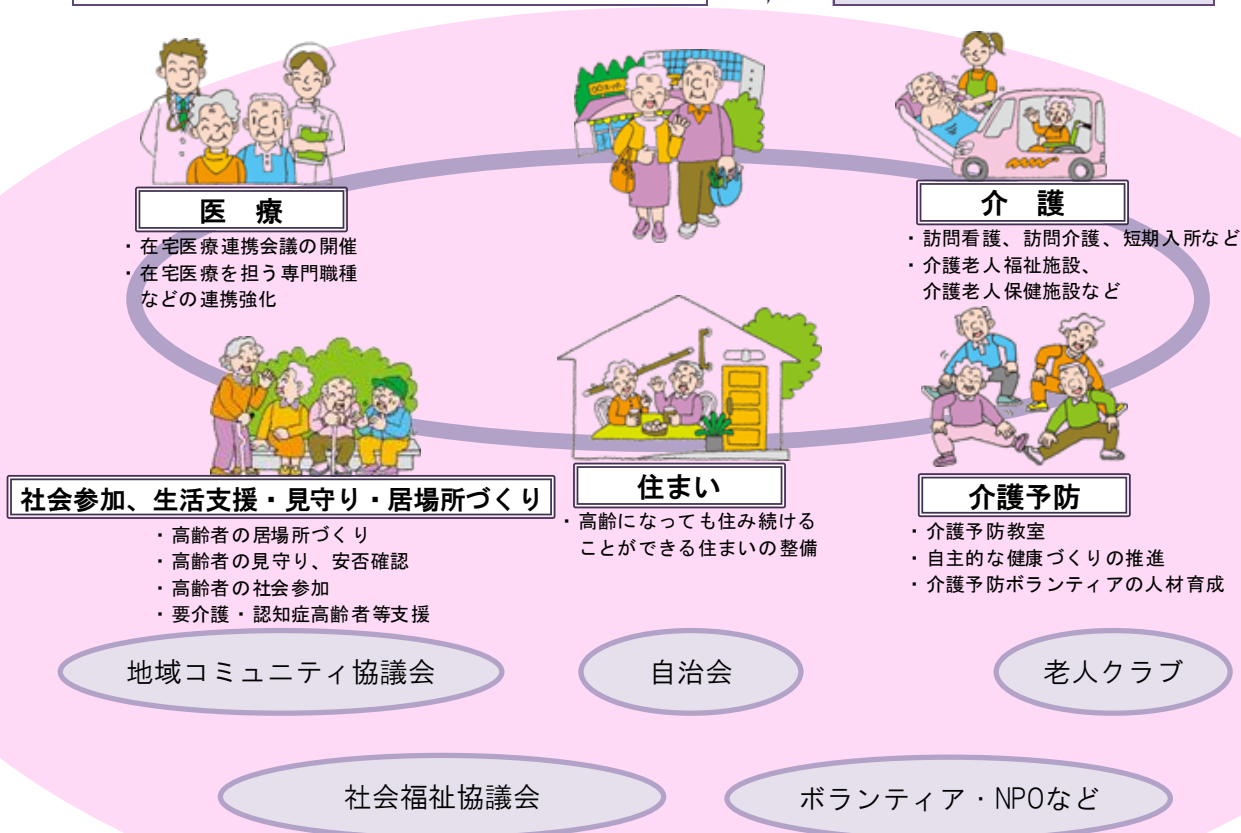 医　療
・在宅医療連携会議の開催
・在宅医療を担う専門職種
などの連携強化
介　護
・訪問看護、訪問介護、短期入所など
・介護老人福祉施設、
介護老人保健施設など
社会参加、生活支援・見守り・居場所づくり
・高齢者の居場所づくり
・高齢者の見守り、安否確認
・高齢者の社会参加
・要介護・認知症高齢者等支援
住まい
・高齢になっても住み続ける
ことができる住まいの整備
介護予防
・介護予防教室
・自主的な健康づくりの推進
・介護予防ボランティアの人材育成
地域コミュニティ協議会
自治会
老人クラブ
社会福祉協議会
ボランティア・NPOなど